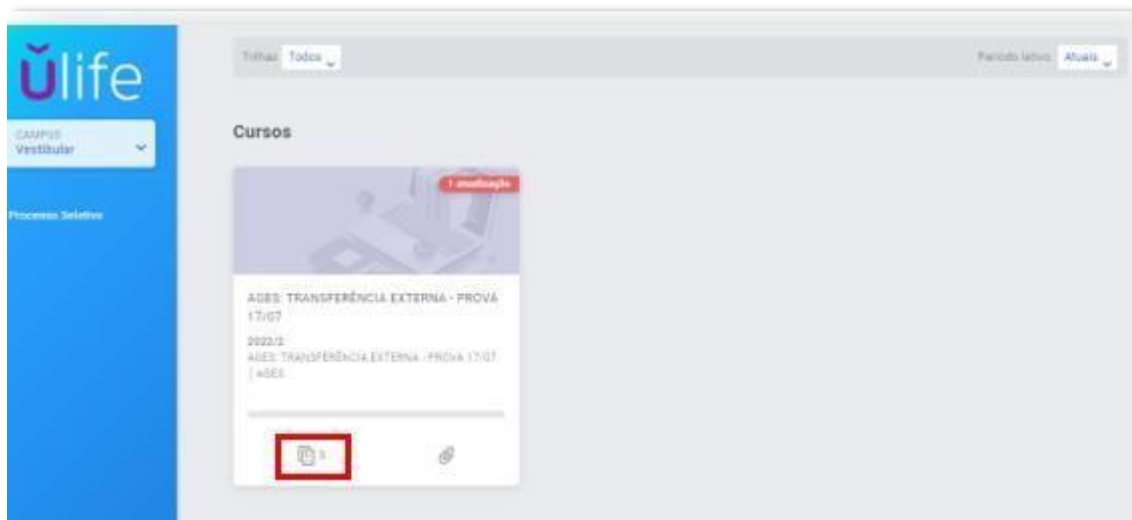 ŭlife
CAMPUS
Vestibular
Processo Seletivo
Trilhas Todos
Período letivo Atuais
Cursos
1 atualização
AGES: TRANSFERÊNCIA EXTERNA - PROVA
17/07
2022/2
AGES: TRANSFERÊNCIA EXTERNA - PROVA 17/07
| AGES
3